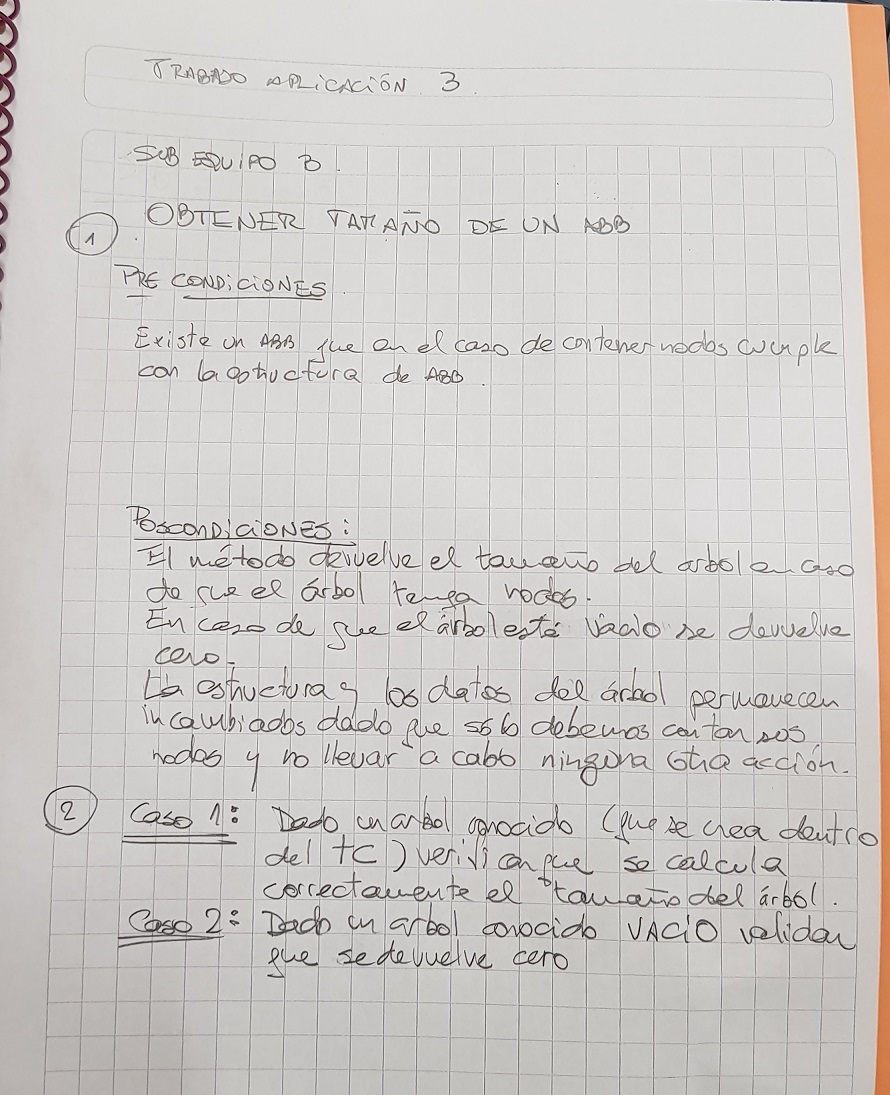 TRABAJO APLICACIÓN 3.
SUB EQUIPO B.
OBTENER TAMAÑO DE UN ABB
1
PRE CONDICIONES.
Existe un ABB que en el caso de contener nodos cumple
con la estructura de ABB.
POSCONDICIONES:
El método devuelve el tamaño del arbol en caso
de que el árbol tenga nodos.
En caso de que el árbol esté vacío se devuelve
cero.
La estructura y los datos del árbol permanecen
incambiados dado que sólo debemos contar sus
nodos y no llevar a cabo ninguna otra acción.
2 Caso 1: Dado un arbol conocido (que se crea dentro
del TC) verificar que se calcula
correctamente el tamaño del árbol.
Caso 2: Dado un arbol conocido VACIO validar
que se devuelve cero